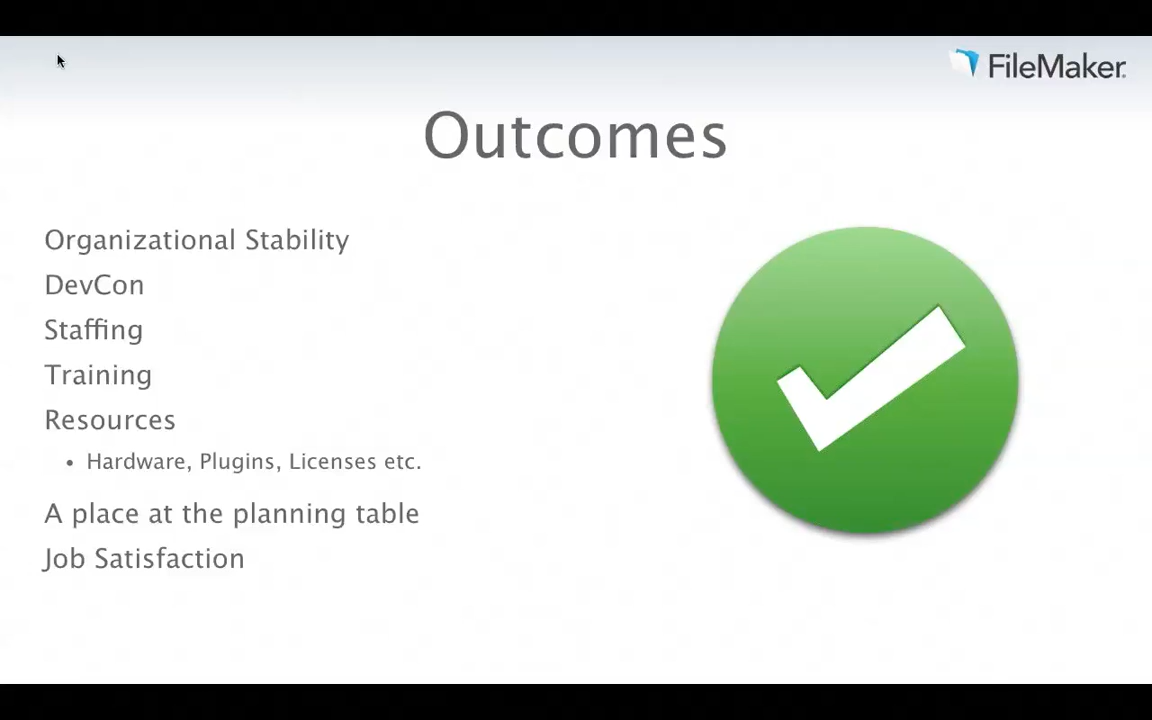 FileMaker
Outcomes
Organizational Stability
DevCon
Staffing
Training
Resources
• Hardware, Plugins, Licenses etc.
A place at the planning table
Job Satisfaction